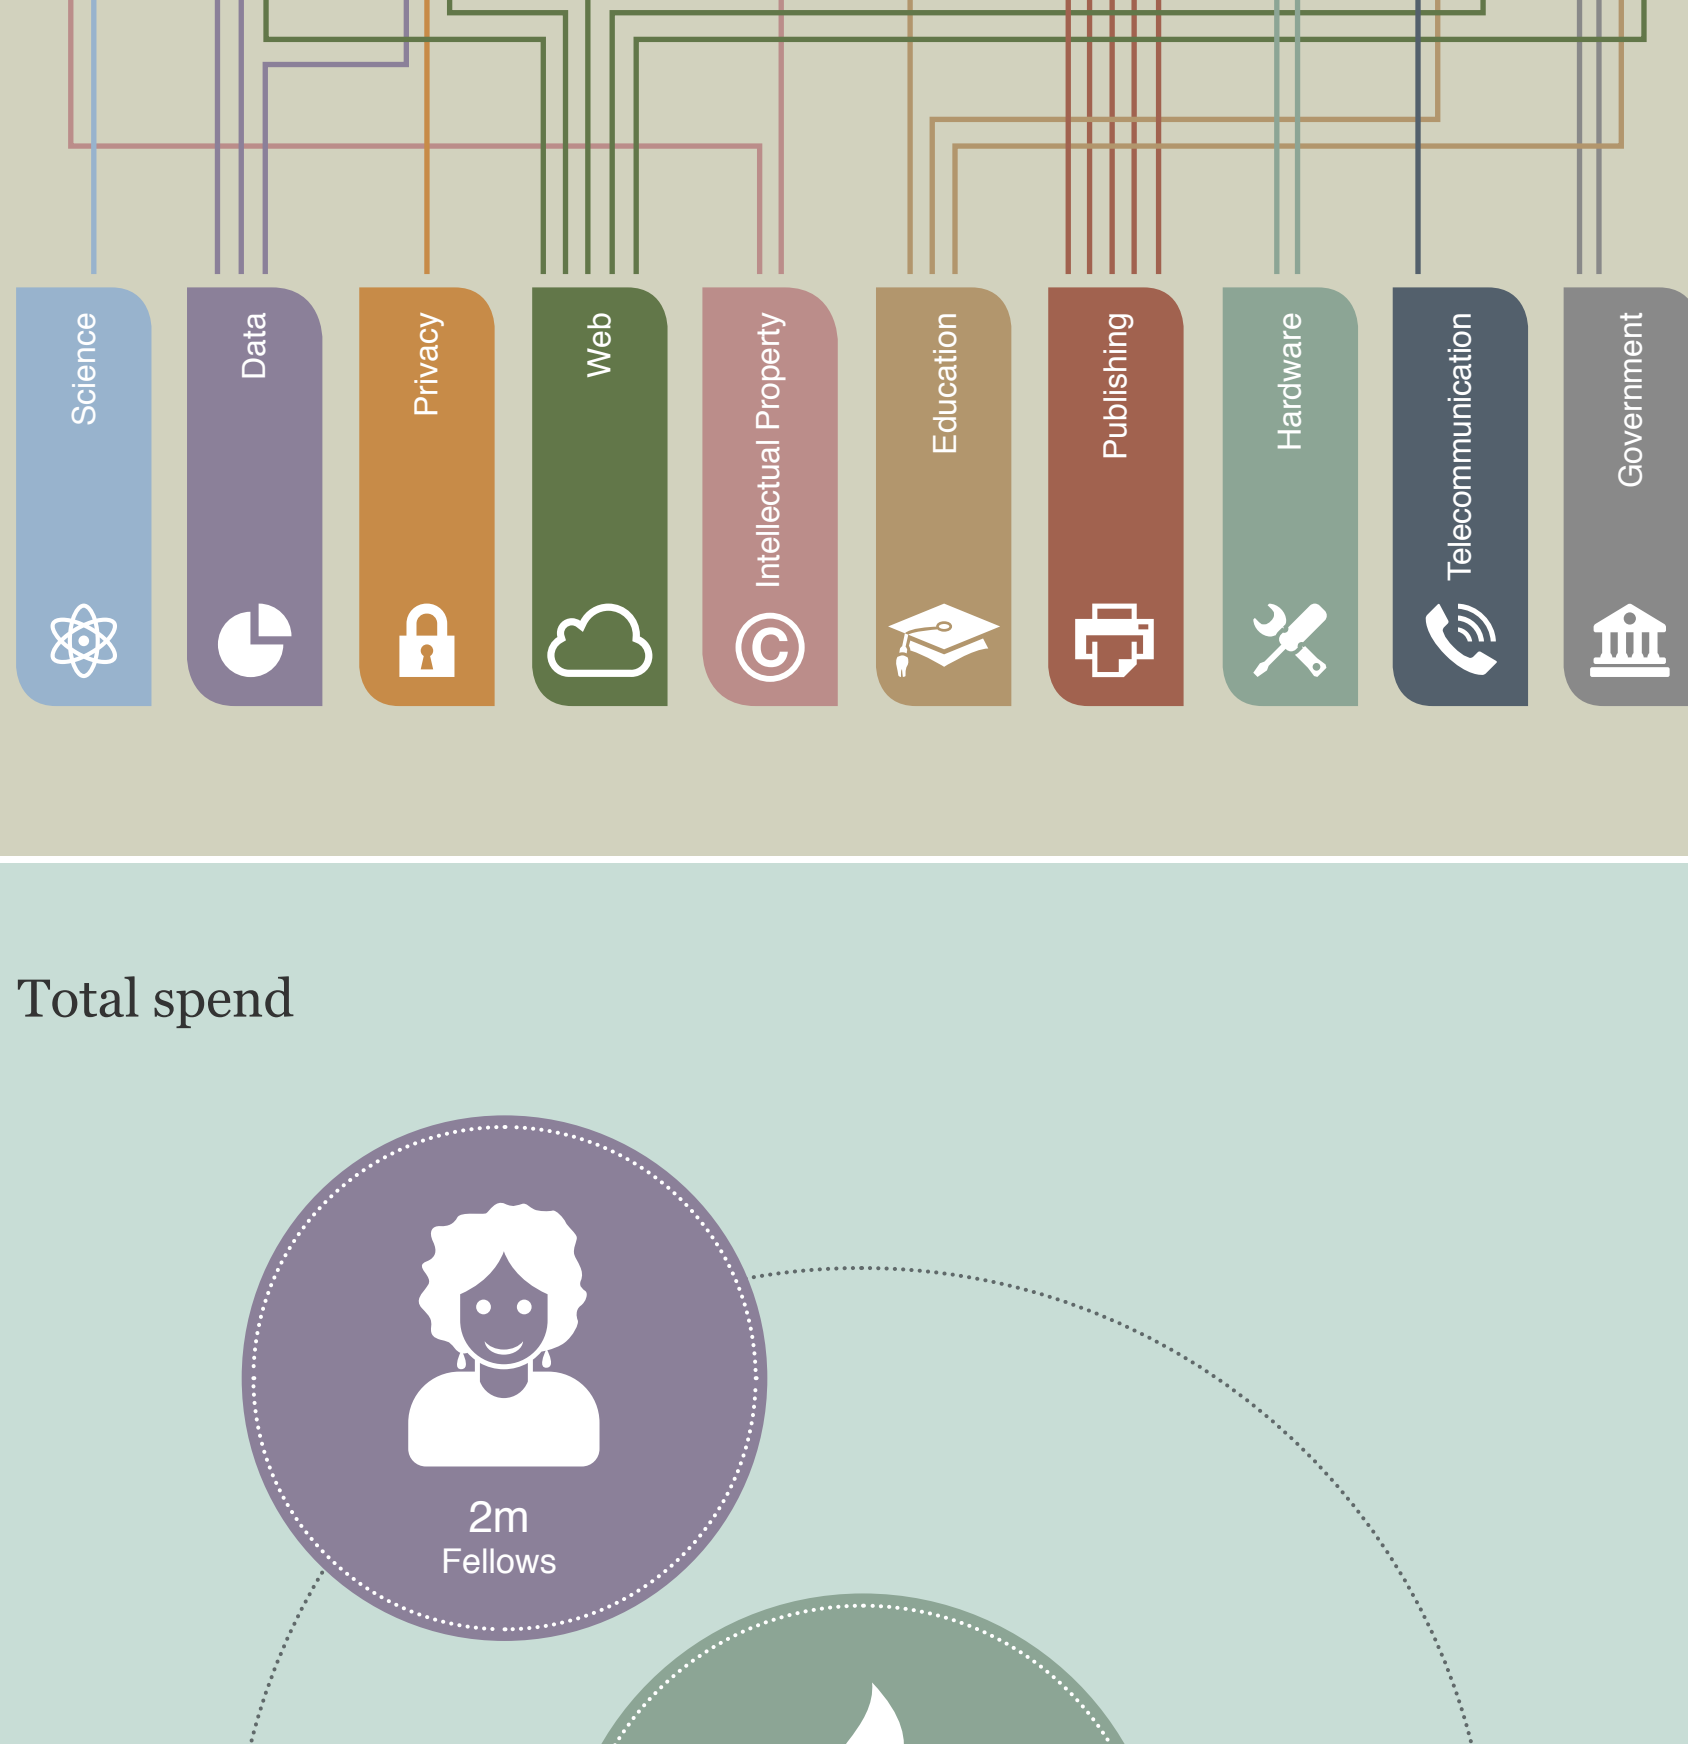 Science
Data
Privacy
Web
Intellectual Property
Education
Publishing
Hardware
Telecommunication
Government
Total spend
2m
Fellows